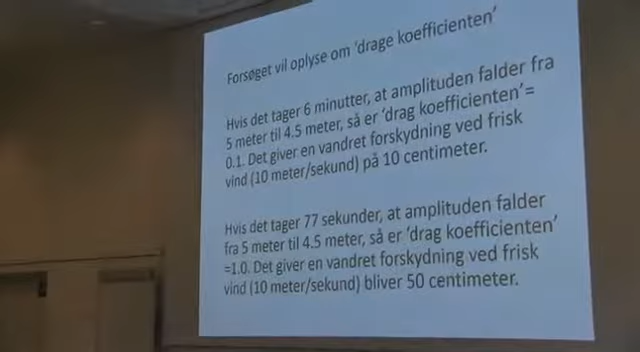 Forsøget vil oplyse om 'drage koefficienten'
Hvis det tager 6 minutter, at amplituden falder fra
5 meter til 4.5 meter, så er 'drag koefficienten'=
0.1. Det giver en vandret forskydning ved frisk
vind (10 meter/sekund) på 10 centimeter.
Hvis det tager 77 sekunder, at amplituden falder
fra 5 meter til 4.5 meter, så er 'drag koefficienten'
=1.0. Det giver en vandret forskydning ved frisk
vind (10 meter/sekund) bliver 50 centimeter.